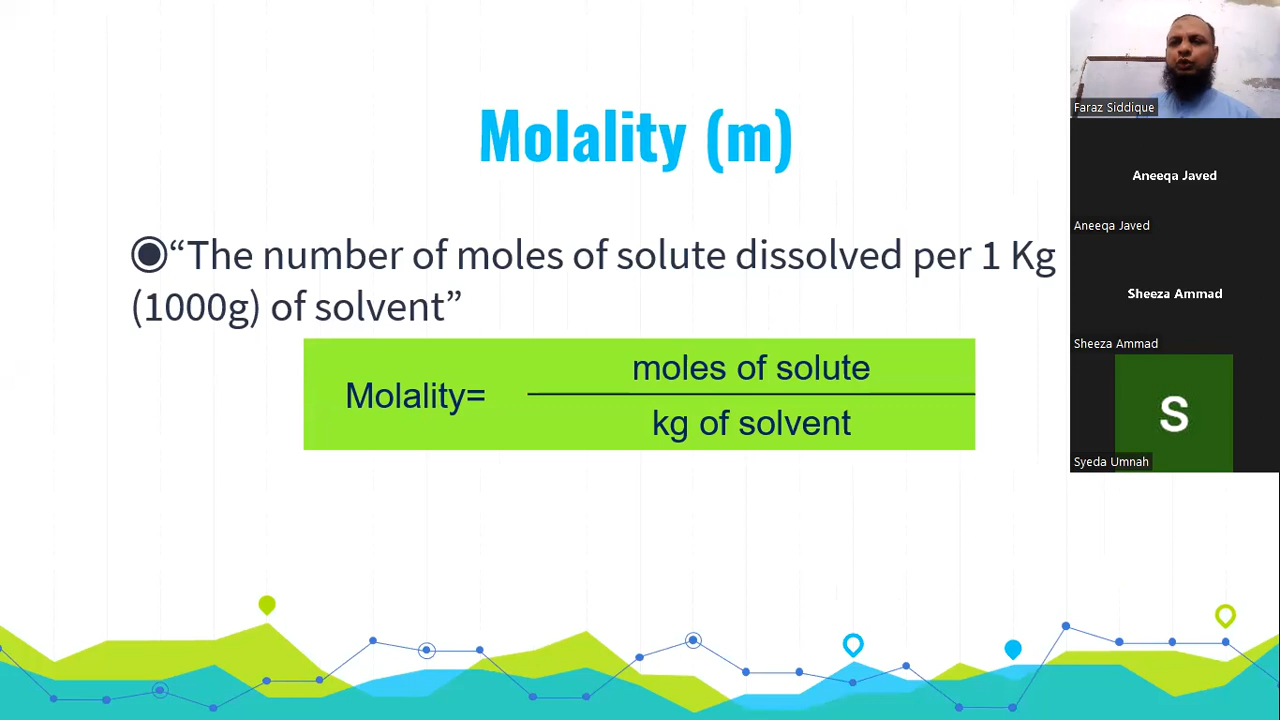 Molality (m)
“The number of moles of solute dissolved per 1 Kg
(1000g) of solvent”
Molality=
moles of solute
kg of solvent
Faraz Siddique
Aneeqa Javed
Aneeqa Javed
Sheeza Ammad
Sheeza Ammad
S
Syeda Umnah